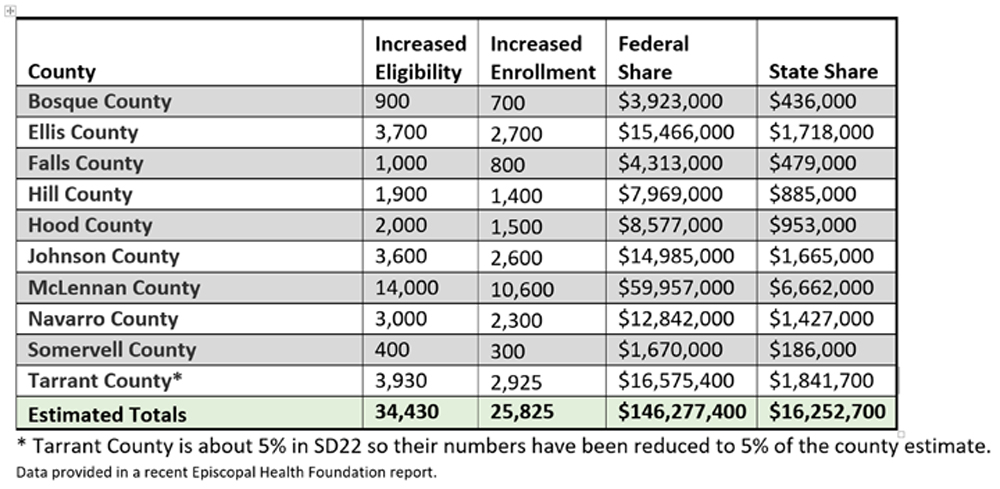 County Increased Eligibility Increased Enrollment Federal Share State Share
Bosque County 900 700 $3,923,000 $436,000
Ellis County 3,700 2,700 $15,466,000 $1,718,000
Falls County 1,000 800 $4,313,000 $479,000
Hill County 1,900 1,400 $7,969,000 $885,000
Hood County 2,000 1,500 $8,577,000 $953,000
Johnson County 3,600 2,600 $14,985,000 $1,665,000
McLennan County 14,000 10,600 $59,957,000 $6,662,000
Navarro County 3,000 2,300 $12,842,000 $1,427,000
Somervell County 400 300 $1,670,000 $186,000
Tarrant County* 3,930 2,925 $16,575,400 $1,841,700
Estimated Totals 34,430 25,825 $146,277,400 $16,252,700
* Tarrant County is about 5% in SD22 so their numbers have been reduced to 5% of the county estimate.
Data provided in a recent Episcopal Health Foundation report.